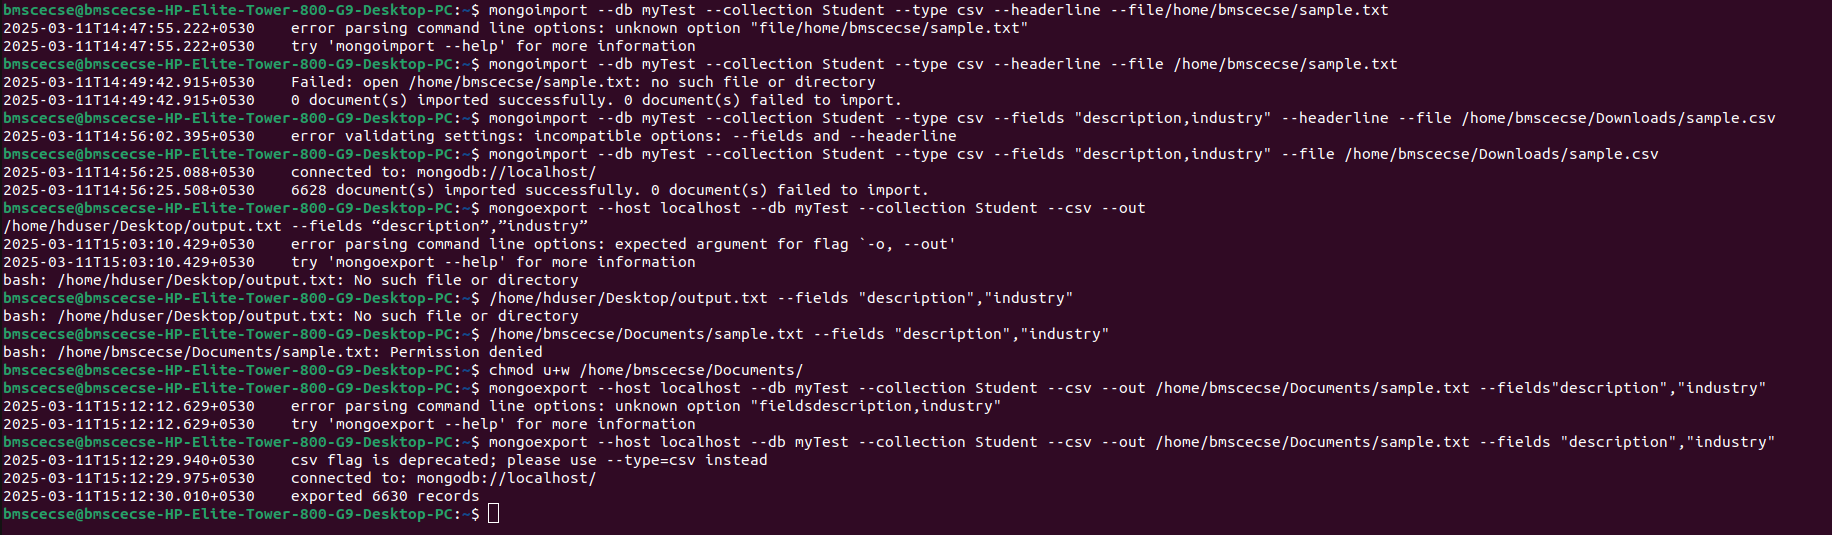 bmscecse@bmscecse-HP-Elite-Tower-800-G9-Desktop-PC:~$ mongoimport --db myTest --collection Student --type csv --headerline --file/home/bmscecse/sample.txt
2025-03-11T14:47:55.222+0530    error parsing command line options: unknown option "file/home/bmscecse/sample.txt"
2025-03-11T14:47:55.222+0530    try 'mongoimport --help' for more information
bmscecse@bmscecse-HP-Elite-Tower-800-G9-Desktop-PC:~$ mongoimport --db myTest --collection Student --type csv --headerline --file /home/bmscecse/sample.txt
2025-03-11T14:49:42.915+0530    Failed: open /home/bmscecse/sample.txt: no such file or directory
2025-03-11T14:49:42.915+0530    0 document(s) imported successfully. 0 document(s) failed to import.
bmscecse@bmscecse-HP-Elite-Tower-800-G9-Desktop-PC:~$ mongoimport --db myTest --collection Student --type csv --fields "description,industry" --headerline --file /home/bmscecse/Downloads/sample.csv
2025-03-11T14:56:02.395+0530    error validating settings: incompatible options: --fields and --headerline
bmscecse@bmscecse-HP-Elite-Tower-800-G9-Desktop-PC:~$ mongoimport --db myTest --collection Student --type csv --fields "description,industry" --file /home/bmscecse/Downloads/sample.csv
2025-03-11T14:56:25.088+0530    connected to: mongodb://localhost/
2025-03-11T14:56:25.508+0530    6628 document(s) imported successfully. 0 document(s) failed to import.
bmscecse@bmscecse-HP-Elite-Tower-800-G9-Desktop-PC:~$ mongoexport --host localhost --db myTest --collection Student --csv --out
/home/hduser/Desktop/output.txt --fields “description”,”industry”
2025-03-11T15:03:10.429+0530    error parsing command line options: expected argument for flag `-o, --out'
2025-03-11T15:03:10.429+0530    try 'mongoexport --help' for more information
bash: /home/hduser/Desktop/output.txt: No such file or directory
bmscecse@bmscecse-HP-Elite-Tower-800-G9-Desktop-PC:~$ /home/hduser/Desktop/output.txt --fields "description","industry"
bash: /home/hduser/Desktop/output.txt: No such file or directory
bmscecse@bmscecse-HP-Elite-Tower-800-G9-Desktop-PC:~$ /home/bmscecse/Documents/sample.txt --fields "description","industry"
bash: /home/bmscecse/Documents/sample.txt: Permission denied
bmscecse@bmscecse-HP-Elite-Tower-800-G9-Desktop-PC:~$ chmod u+w /home/bmscecse/Documents/
bmscecse@bmscecse-HP-Elite-Tower-800-G9-Desktop-PC:~$ mongoexport --host localhost --db myTest --collection Student --csv --out /home/bmscecse/Documents/sample.txt --fields"description","industry"
2025-03-11T15:12:12.629+0530    error parsing command line options: unknown option "fieldsdescription,industry"
2025-03-11T15:12:12.629+0530    try 'mongoexport --help' for more information
bmscecse@bmscecse-HP-Elite-Tower-800-G9-Desktop-PC:~$ mongoexport --host localhost --db myTest --collection Student --csv --out /home/bmscecse/Documents/sample.txt --fields "description","industry"
2025-03-11T15:12:29.940+0530    csv flag is deprecated; please use --type=csv instead
2025-03-11T15:12:29.975+0530    connected to: mongodb://localhost/
2025-03-11T15:12:30.010+0530    exported 6630 records
bmscecse@bmscecse-HP-Elite-Tower-800-G9-Desktop-PC:~$